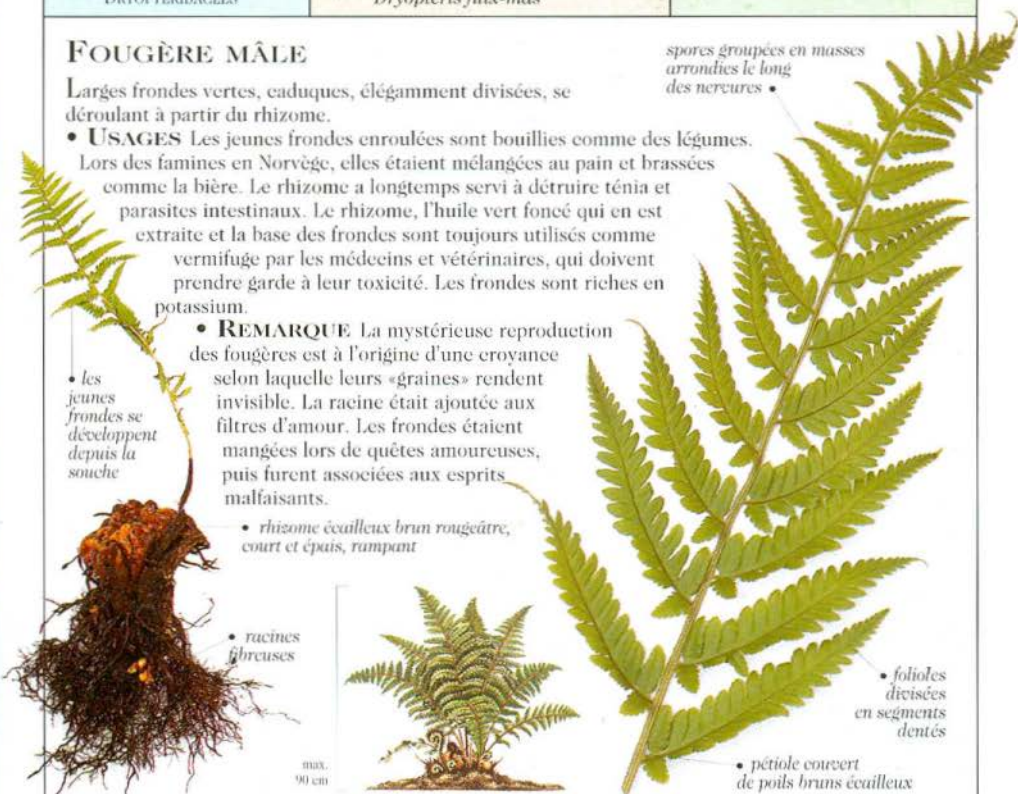 DRYOPTERIDACÉES
Dryopteris filix-mas
FOUGÈRE MÂLE
Larges frondes vertes, caduques, élégamment divisées, se
déroulant à partir du rhizome.
• USAGES Les jeunes frondes enroulées sont bouillies comme des légumes.
Lors des famines en Norvège, elles étaient mélangées au pain et brassées
comme la bière. Le rhizome a longtemps servi à détruire ténia et
parasites intestinaux. Le rhizome, l'huile vert foncé qui en est
extraite et la base des frondes sont toujours utilisés comme
vermifuge par les médecins et vétérinaires, qui doivent
prendre garde à leur toxicité. Les frondes sont riches en
potassium.
• REMARQUE La mystérieuse reproduction
des fougères est à l'origine d'une croyance
selon laquelle leurs «graines» rendent
invisible. La racine était ajoutée aux
filtres d'amour. Les frondes étaient
mangées lors de quêtes amoureuses,
puis furent associées aux esprits
malfaisants.
spores groupées en masses
arrondies le long
des nervures •
• les
jeunes
frondes se
développent
depuis la
souche
• rhizome écailleux brun rougeâtre,
court et épais, rampant
• racines
fibreuses
max.
90 cm
• folioles
divisées
en segments
dentés
• pétiole couvert
de poils bruns écailleux